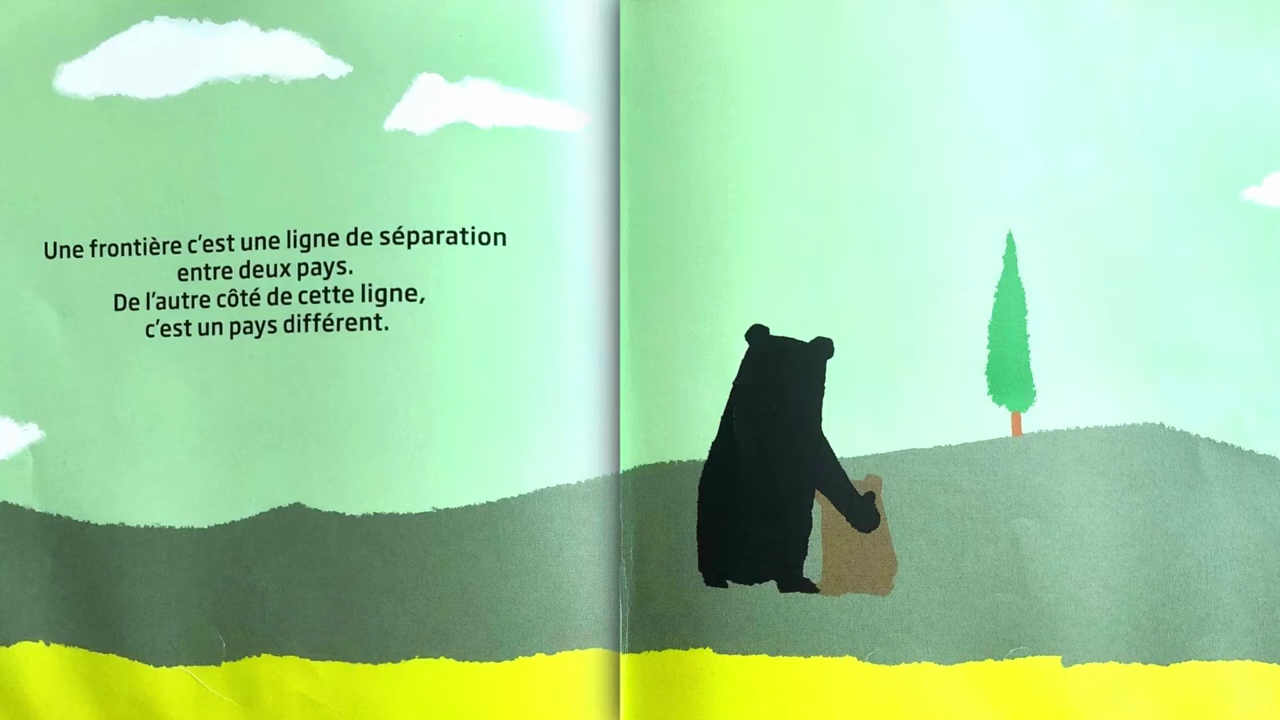 Une frontière c'est une ligne de séparation
entre deux pays.
De l'autre côté de cette ligne,
c'est un pays différent.